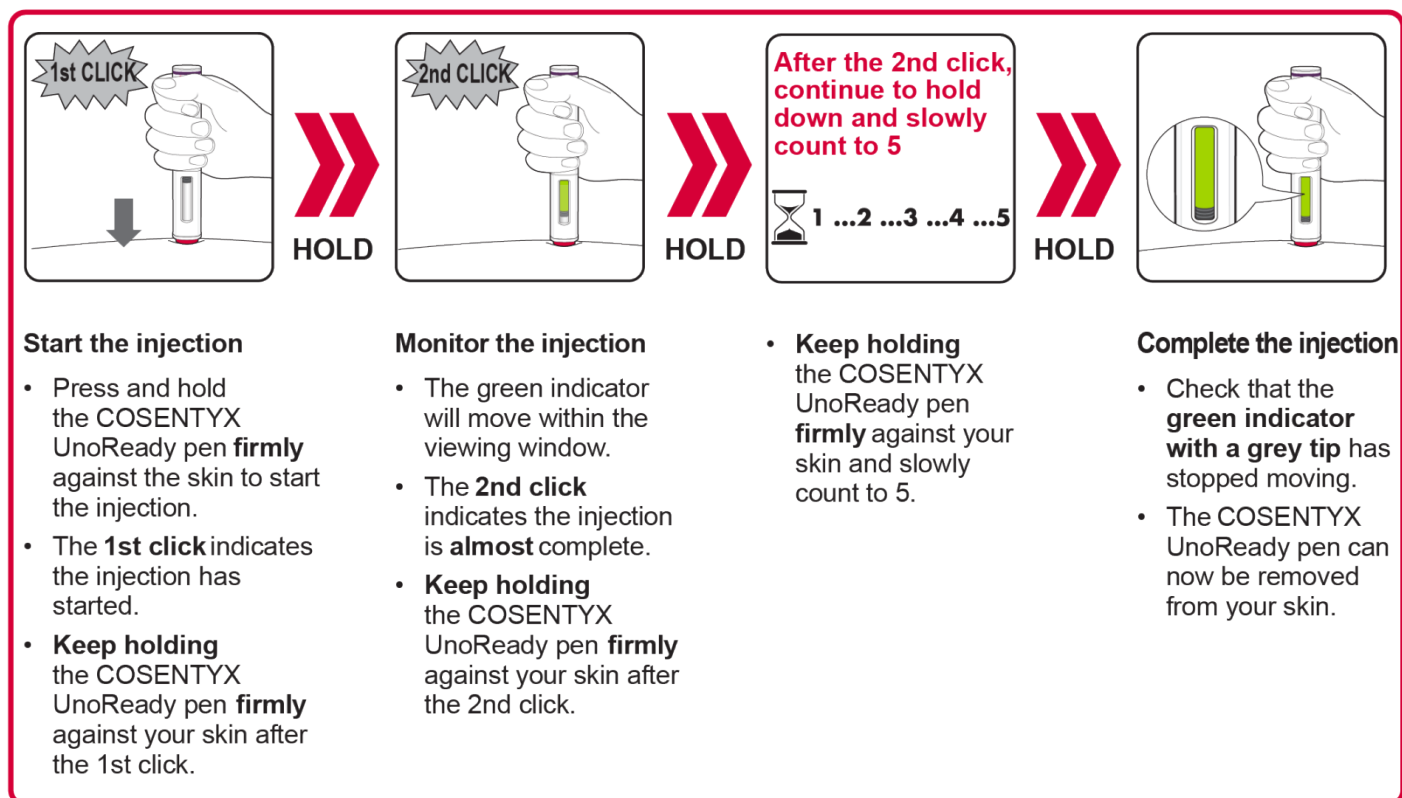 1st CLICK
HOLD
2nd CLICK
HOLD
After the 2nd click,
continue to hold
down and slowly
count to 5
1 ...2 ...3 ...4 ...5
HOLD
Start the injection
• Press and hold
the COSENTYX
UnoReady pen firmly
against the skin to start
the injection.
• The 1st click indicates
the injection has
started.
• Keep holding
the COSENTYX
UnoReady pen firmly
against your skin after
the 1st click.
Monitor the injection
• The green indicator
will move within the
viewing window.
• The 2nd click
indicates the injection
is almost complete.
• Keep holding
the COSENTYX
UnoReady pen firmly
against your skin after
the 2nd click.
• Keep holding
the COSENTYX
UnoReady pen
firmly against your
skin and slowly
count to 5.
Complete the injection
• Check that the
green indicator
with a grey tip has
stopped moving.
• The COSENTYX
UnoReady pen can
now be removed
from your skin.